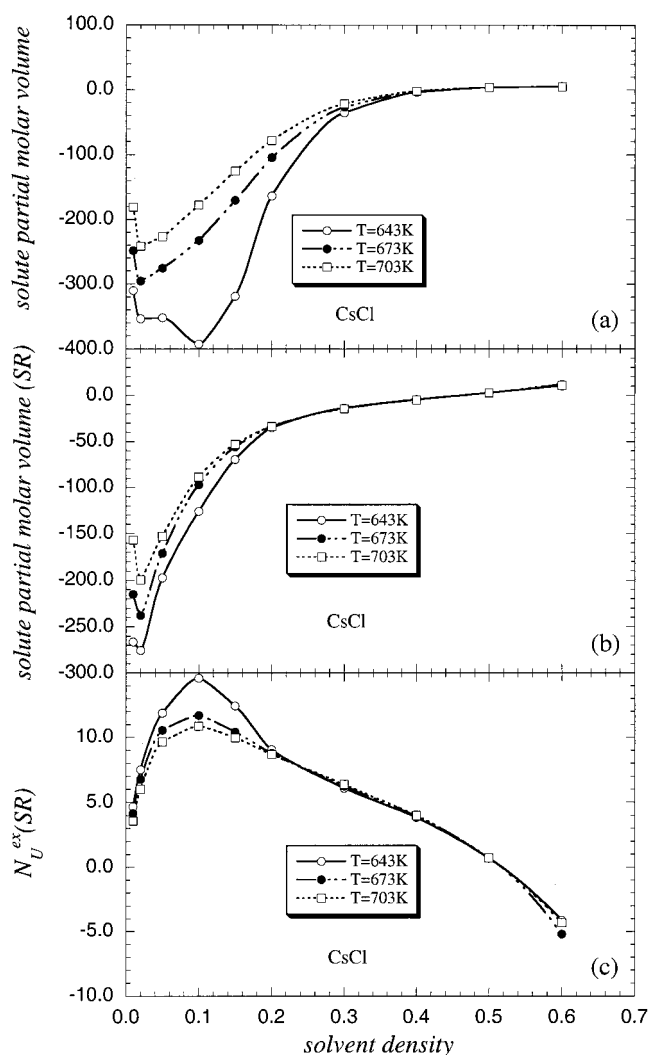 100.0
0.0
-100.0
-200.0
-300.0
-400.0
solute partial molar volume
T=643K
T=673K
T=703K
CsCl
(a)
0.0
-50.0
-100.0
-150.0
-200.0
-250.0
-300.0
solute partial molar volume (SR)
T=643K
T=673K
T=703K
CsCl
(b)
10.0
5.0
0.0
-5.0
-10.0
N_U^ex(SR)
T=643K
T=673K
T=703K
CsCl
(c)
0.0 0.1 0.2 0.3 0.4 0.5 0.6 0.7
solvent density